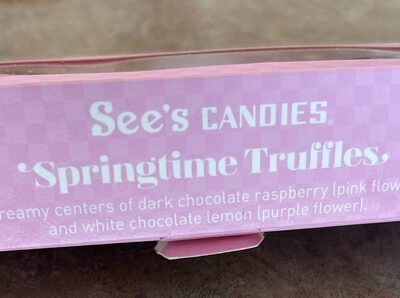 See's CANDIES®
Springtime Truffles
reamy centers of dark chocolate raspberry (pink flow
and white chocolate lemon (purple flower).